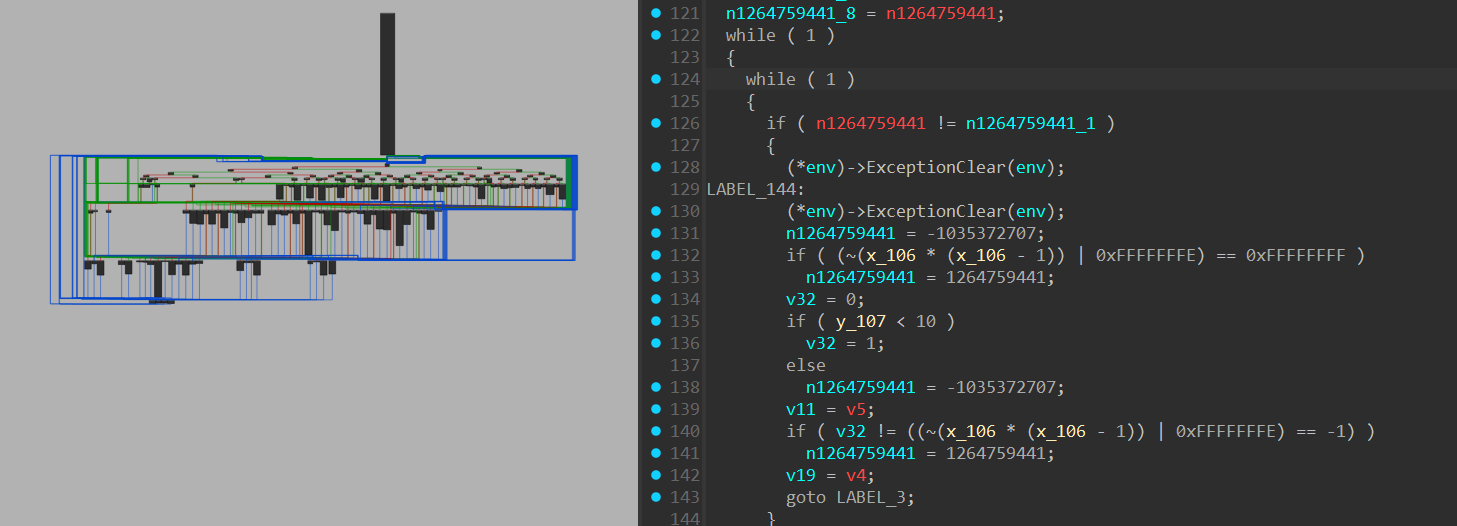 121 n1264759441_8 = n1264759441;
122 while ( 1 )
123 {
124 while ( 1 )
125 {
126 if ( n1264759441 != n1264759441_1 )
127 {
128 (*env)->ExceptionClear(env);
129 LABEL_144:
130 (*env)->ExceptionClear(env);
131 n1264759441 = -1035372707;
132 if ( (~(x_106 * (x_106 - 1)) | 0xFFFFFFFE) == 0xFFFFFFFF )
133 n1264759441 = 1264759441;
134 v32 = 0;
135 if ( y_107 < 10 )
136 v32 = 1;
137 else
138 n1264759441 = -1035372707;
139 v11 = v5;
140 if ( v32 != ((~(x_106 * (x_106 - 1)) | 0xFFFFFFFE) == -1) )
141 n1264759441 = 1264759441;
142 v19 = v4;
143 goto LABEL_3;
144 }